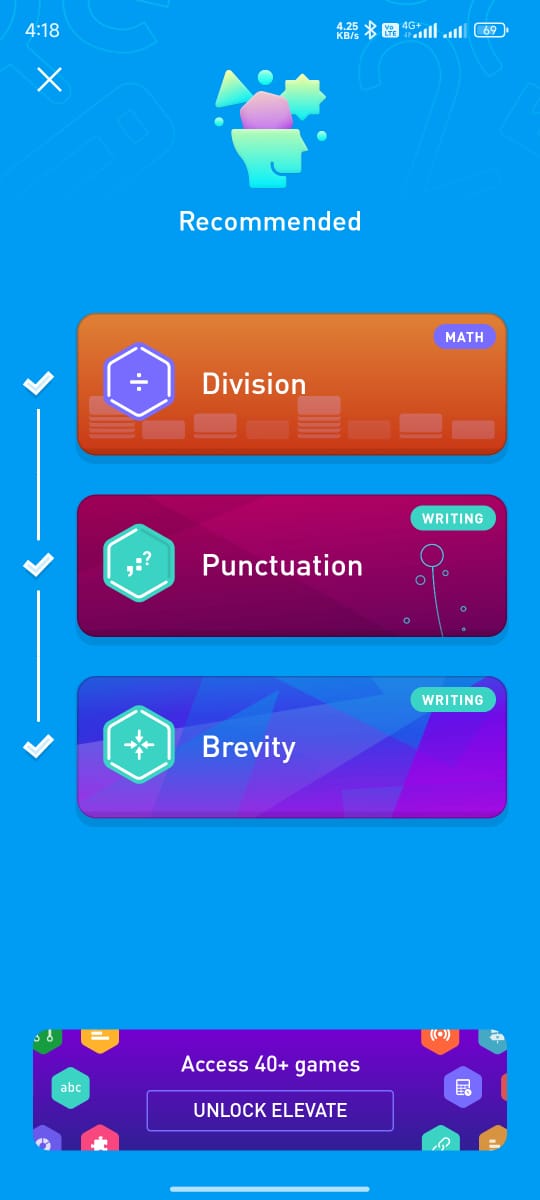 4:18
4.25 KB/s
Vo LTE
4G+
69
Recommended
MATH
÷
Division
WRITING
,:?
Punctuation
WRITING
Brevity
Access 40+ games
abc
UNLOCK ELEVATE